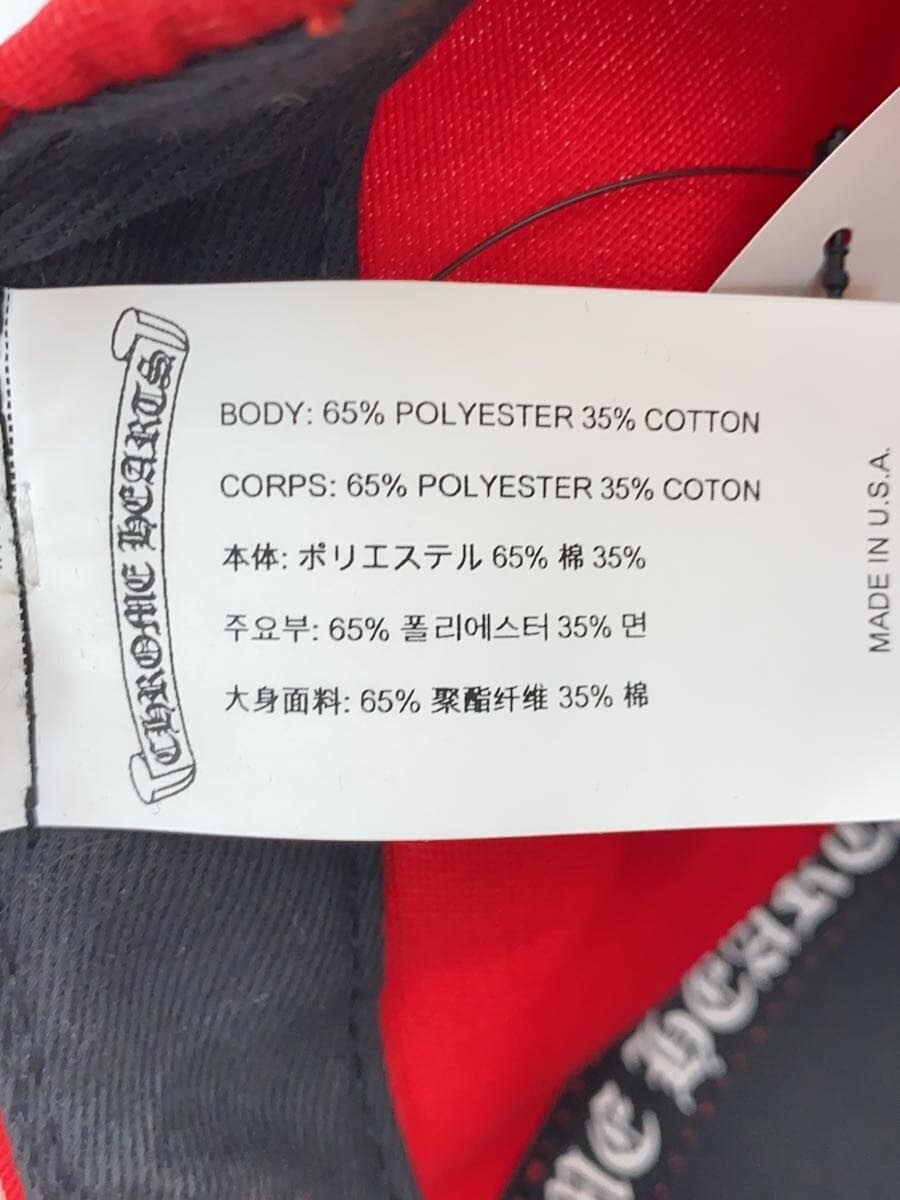 CHROME HEARTS
BODY: 65% POLYESTER 35% COTTON
CORPS: 65% POLYESTER 35% COTON
本体: ポリエステル 65% 棉 35%
주요부: 65% 폴리에스터 35% 면
大身面料: 65% 聚酯纤维 35% 棉
MADE IN U.S.A.